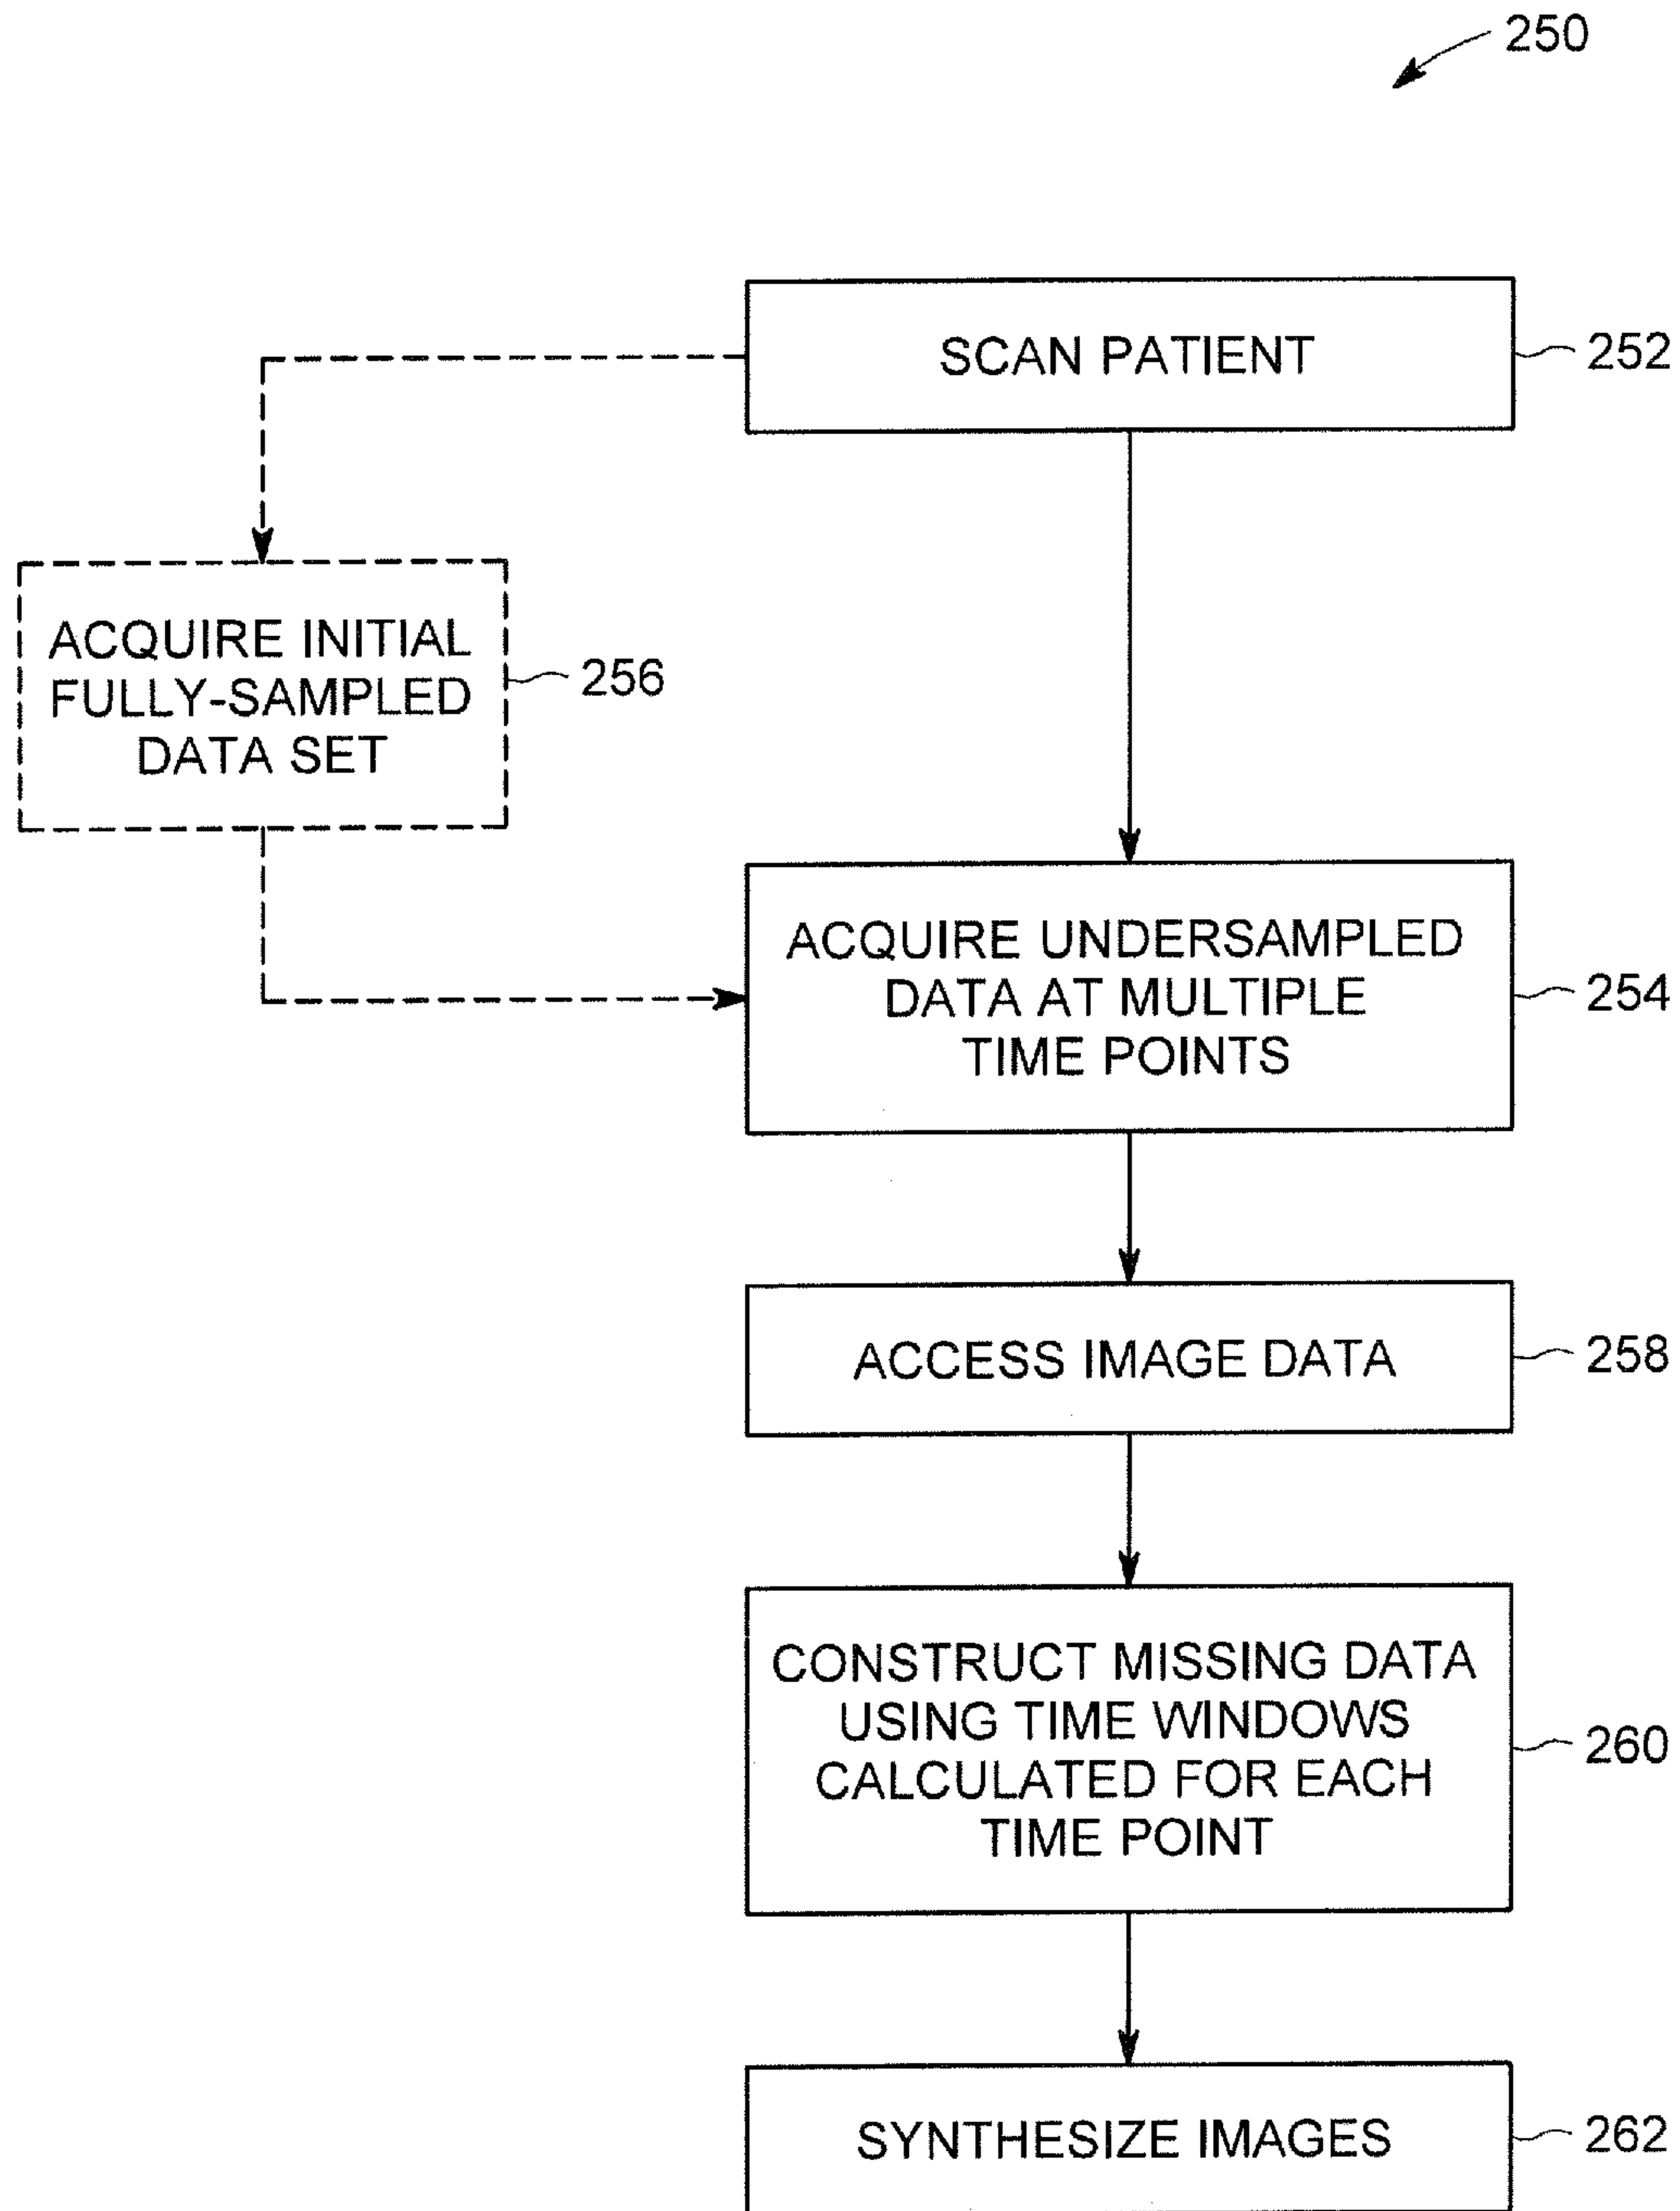 250
SCAN PATIENT
252
ACQUIRE INITIAL
FULLY-SAMPLED
DATA SET
256
ACQUIRE UNDERSAMPLED
DATA AT MULTIPLE
TIME POINTS
254
ACCESS IMAGE DATA
258
CONSTRUCT MISSING DATA
USING TIME WINDOWS
CALCULATED FOR EACH
TIME POINT
260
SYNTHESIZE IMAGES
262